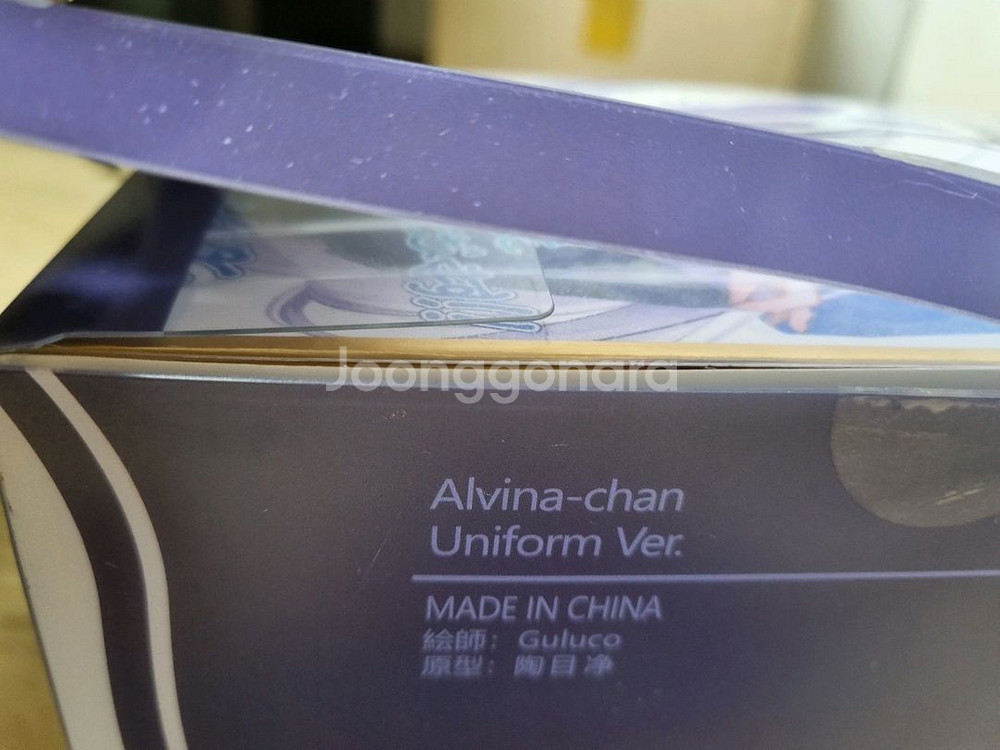 Joonggonara
Alvina-chan
Uniform Ver.
MADE IN CHINA
絵師: Guluco
原型: 陶目净